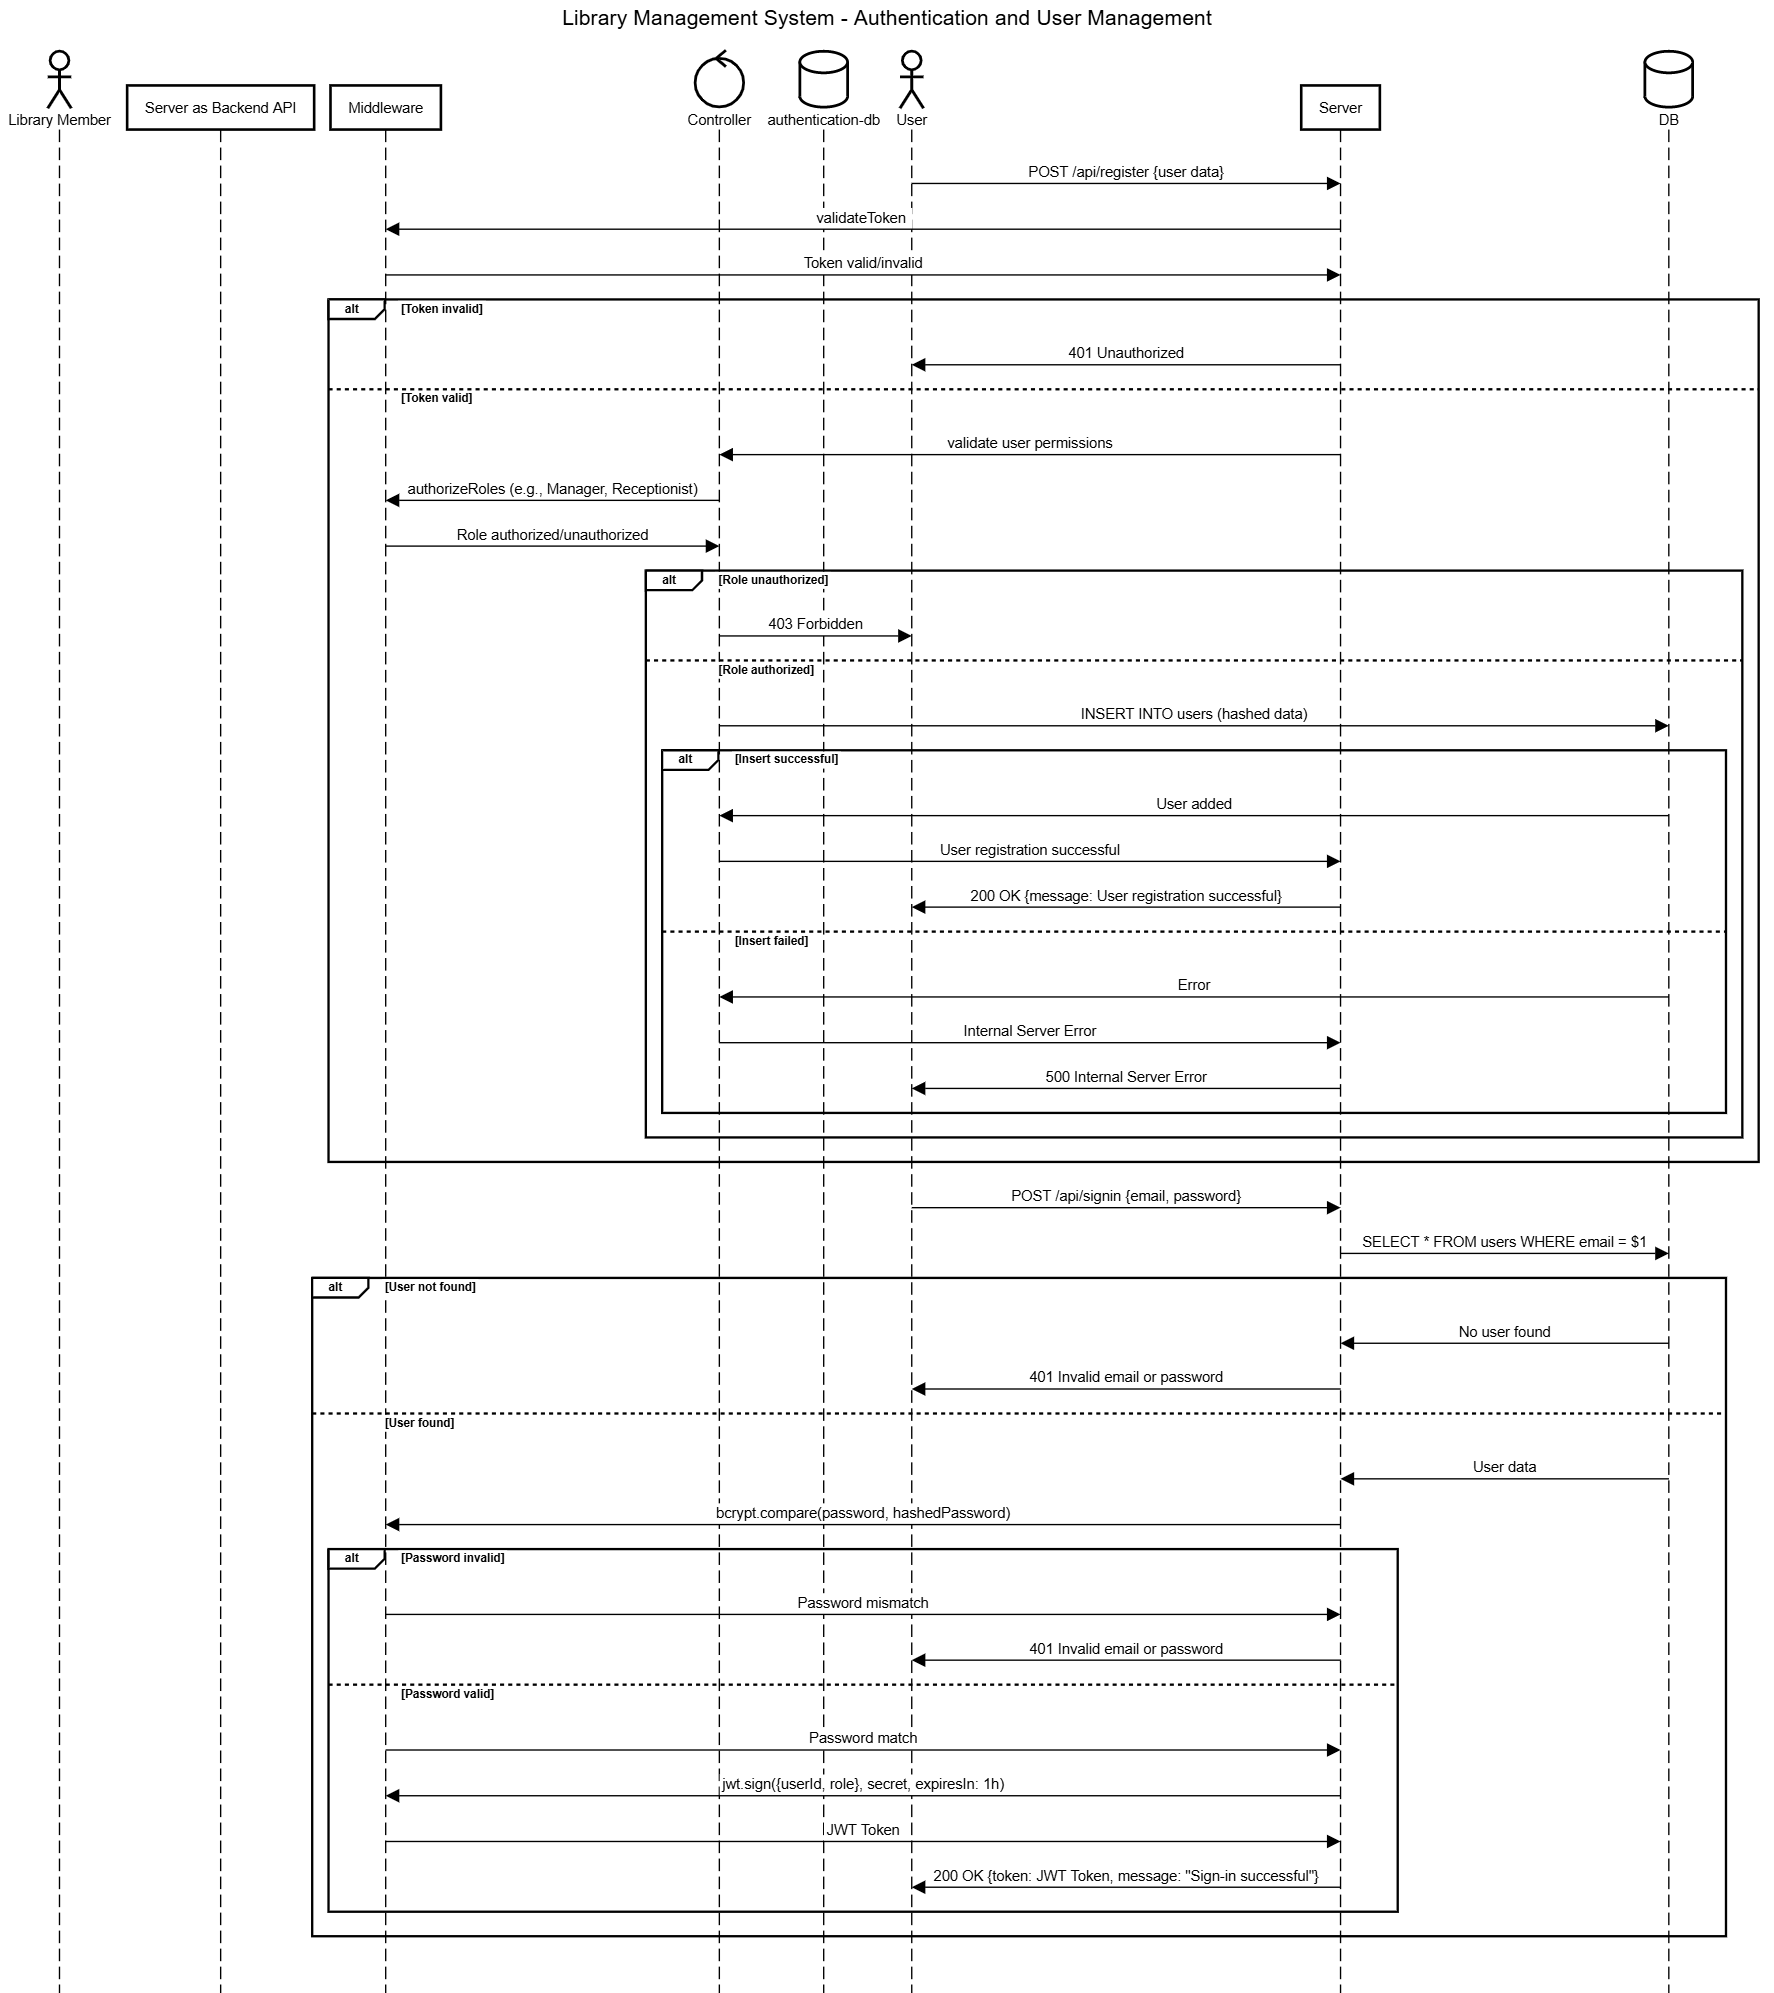 Library Management System - Authentication and User Management
Library Member
Server as Backend API
Middleware
Controller
authentication-db
User
Server
DB
POST /api/register {user data}
validateToken
Token valid/invalid
alt
[Token invalid]
401 Unauthorized
[Token valid]
validate user permissions
authorizeRoles (e.g., Manager, Receptionist)
Role authorized/unauthorized
alt
[Role unauthorized]
403 Forbidden
[Role authorized]
INSERT INTO users (hashed data)
alt
[Insert successful]
User added
User registration successful
200 OK {message: User registration successful}
[Insert failed]
Error
Internal Server Error
500 Internal Server Error
POST /api/signin {email, password}
SELECT * FROM users WHERE email = $1
alt
[User not found]
No user found
401 Invalid email or password
[User found]
User data
bcrypt.compare(password, hashedPassword)
alt
[Password invalid]
Password mismatch
401 Invalid email or password
[Password valid]
Password match
jwt.sign({userId, role}, secret, expiresIn: 1h)
JWT Token
200 OK {token: JWT Token, message: "Sign-in successful"}